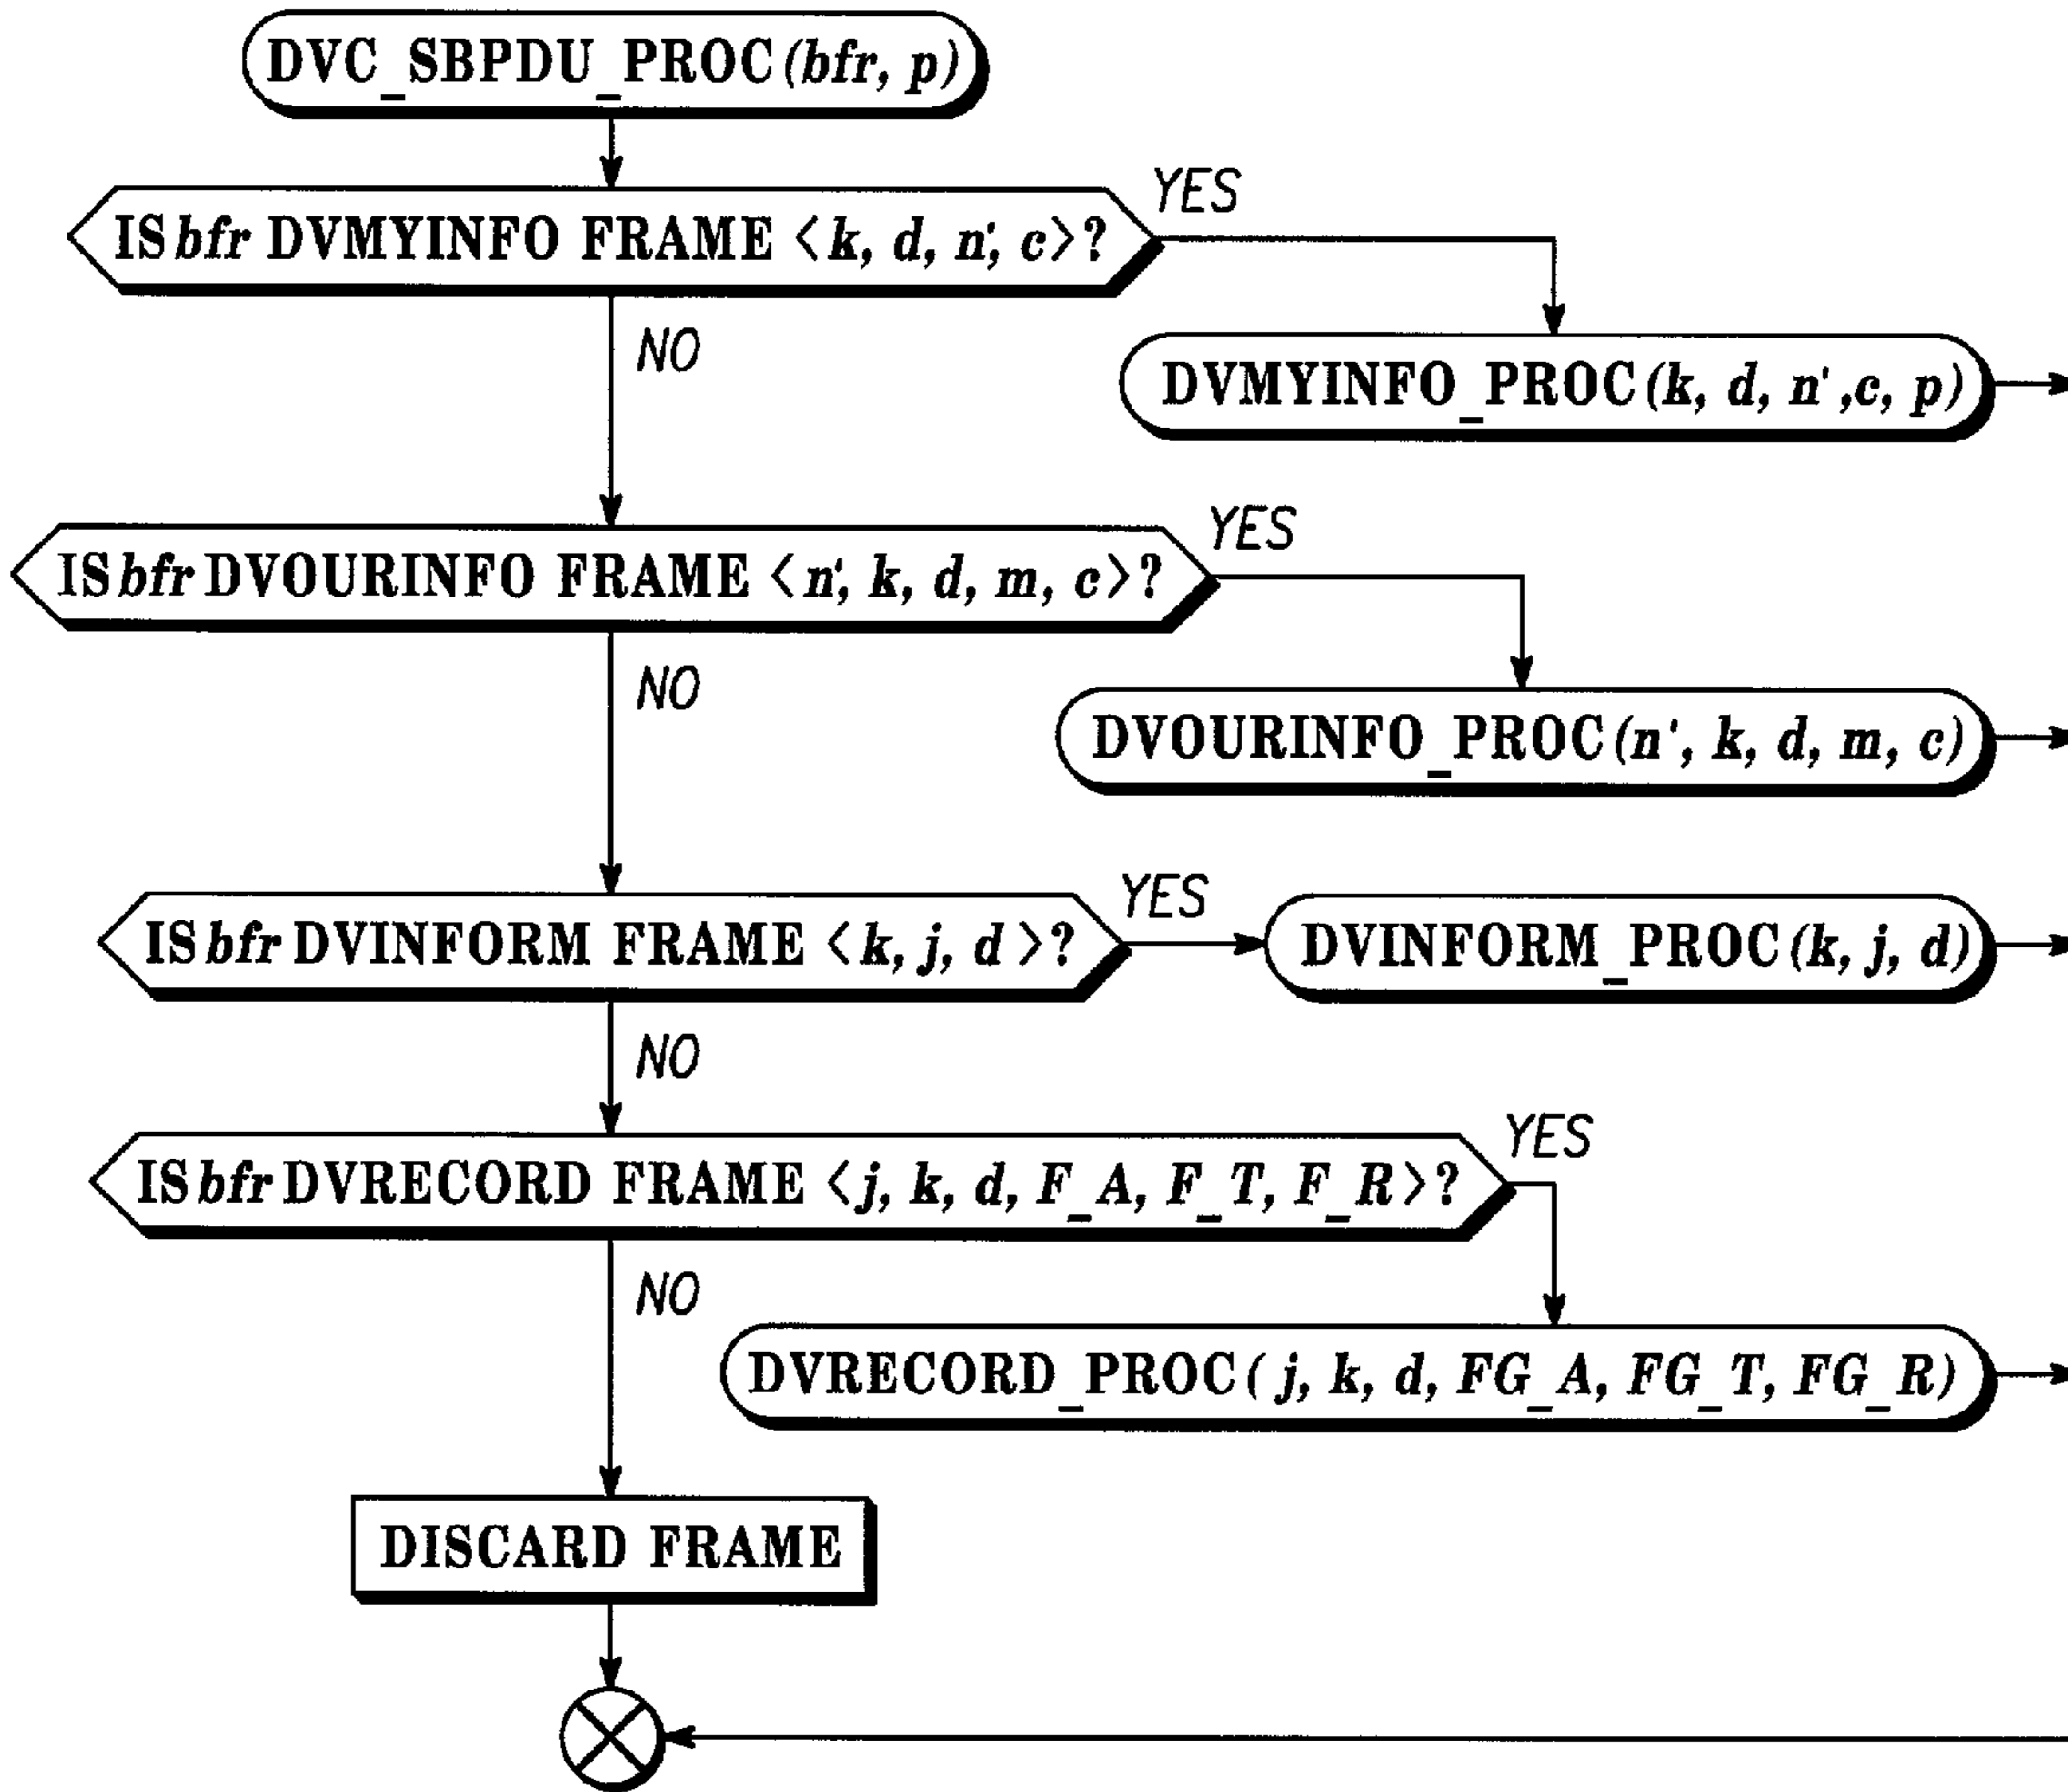 DVC_SBPDU_PROC(bfr, p)
IS bfr DVMYINFO FRAME <k, d, n', c>?
YES
NO
DVMYINFO_PROC(k, d, n',c, p)
IS bfr DVOURINFO FRAME <n', k, d, m, c>?
YES
NO
DVOURINFO_PROC(n', k, d, m, c)
IS bfr DVINFORM FRAME <k, j, d >?
YES
DVINFORM_PROC(k, j, d)
NO
IS bfr DVRECORD FRAME <j, k, d, F_A, F_T, F_R>?
YES
NO
DVRECORD_PROC( j, k, d, FG_A, FG_T, FG_R)
DISCARD FRAME